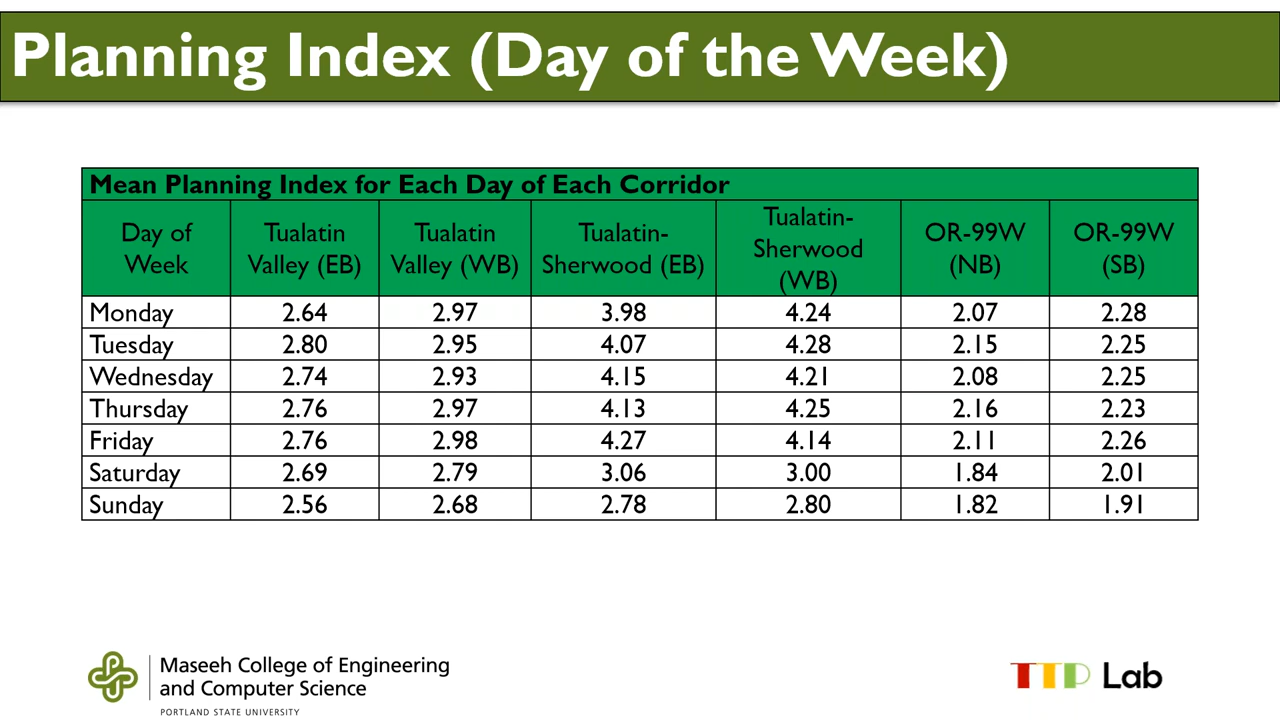 Planning Index (Day of the Week)
Mean Planning Index for Each Day of Each Corridor
Day of Week | Tualatin Valley (EB) | Tualatin Valley (WB) | Tualatin-Sherwood (EB) | Tualatin-Sherwood (WB) | OR-99W (NB) | OR-99W (SB)
Monday 2.64 2.97 3.98 4.24 2.07 2.28
Tuesday 2.80 2.95 4.07 4.28 2.15 2.25
Wednesday 2.74 2.93 4.15 4.21 2.08 2.25
Thursday 2.76 2.97 4.13 4.25 2.16 2.23
Friday 2.76 2.98 4.27 4.14 2.11 2.26
Saturday 2.69 2.79 3.06 3.00 1.84 2.01
Sunday 2.56 2.68 2.78 2.80 1.82 1.91
Maseeh College of Engineering
and Computer Science
PORTLAND STATE UNIVERSITY
TTP Lab